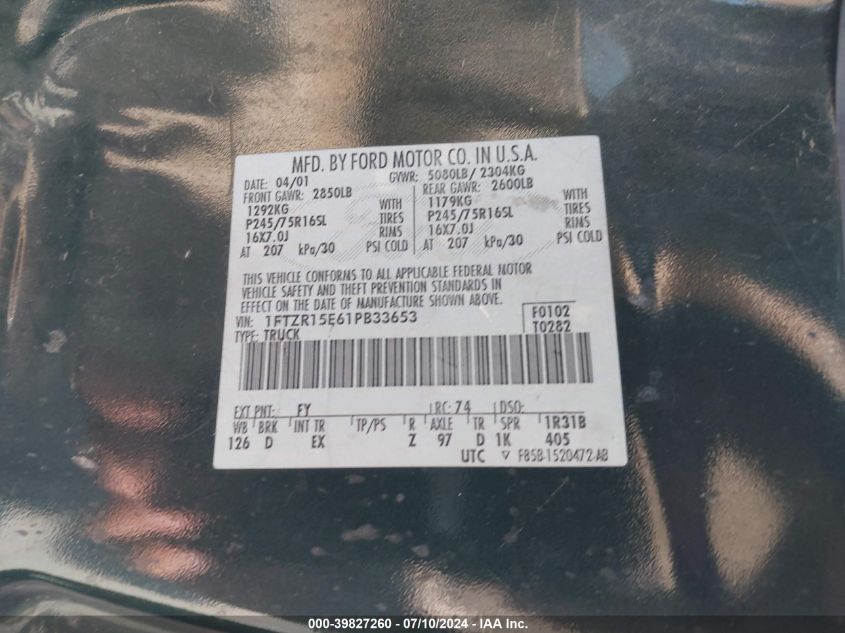 MFD. BY FORD MOTOR CO. IN U.S.A.
DATE: 04/01 GVWR: 5080LB/ 2304KG
FRONT GAWR: 2850LB REAR GAWR: 2600LB
1292KG WITH 1179KG WITH
P245/75R16SL TIRES P245/75R16SL TIRES
16X7.0J RIMS 16X7.0J RIMS
AT 207 kPa/30 PSI COLD AT 207 kPa/30 PSI COLD
THIS VEHICLE CONFORMS TO ALL APPLICABLE FEDERAL MOTOR
VEHICLE SAFETY AND THEFT PREVENTION STANDARDS IN
EFFECT ON THE DATE OF MANUFACTURE SHOWN ABOVE.
VIN: 1FTZR15E61PB33653 F0102
TYPE: TRUCK T0282
EXT PNT: FY RC: 74 DSO:
WB BRK INT TR TP/PS R AXLE TR SPR 1R31B
126 D EX Z 97 D 1K 405
UTC ▽ F85B-1520472-AB
000-39827260 - 07/10/2024 - IAA Inc.